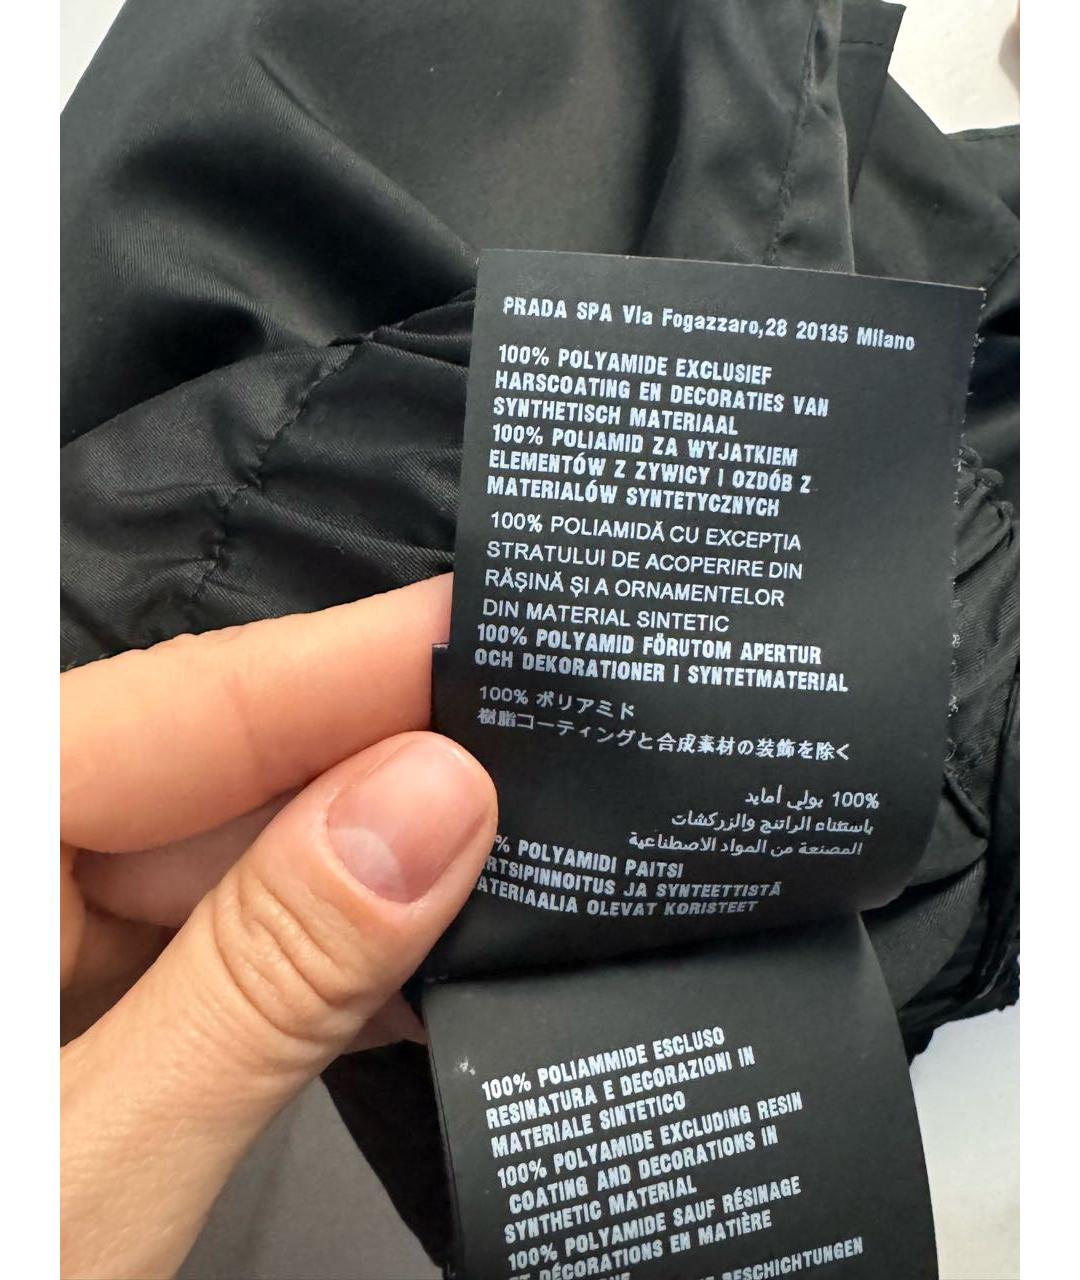 PRADA SPA Via Fogazzaro,28 20135 Milano
100% POLYAMIDE EXCLUSIEF
HARSCOATING EN DECORATIES VAN
SYNTHETISCH MATERIAAL
100% POLIAMID ZA WYJATKIEM
ELEMENTÓW Z ZYWICY I OZDÓB Z
MATERIALÓW SYNTETYCZNYCH
100% POLIAMIDĂ CU EXCEPŢIA
STRATULUI DE ACOPERIRE DIN
RĂŞINĂ ŞI A ORNAMENTELOR
DIN MATERIAL SINTETIC
100% POLYAMID FÖRUTOM APERTUR
OCH DEKORATIONER I SYNTETMATERIAL
100% ポリアミド
樹脂コーティングと合成素材の装飾を除く
100% بولي أمايد
باستثناء الراتنج والزركشات
المصنعة من المواد الاصطناعية
% POLYAMIDI PAITSI
RTSIPINNOITUS JA SYNTEETTISTÄ
ATERIAALIA OLEVAT KORISTEET
100% POLIAMMIDE ESCLUSO
RESINATURA E DECORAZIONI IN
MATERIALE SINTETICO
100% POLYAMIDE EXCLUDING RESIN
COATING AND DECORATIONS IN
SYNTHETIC MATERIAL
100% POLYAMIDE SAUF RÉSINAGE
ET DÉCORATIONS EN MATIÈRE
BESCHICHTUNGEN